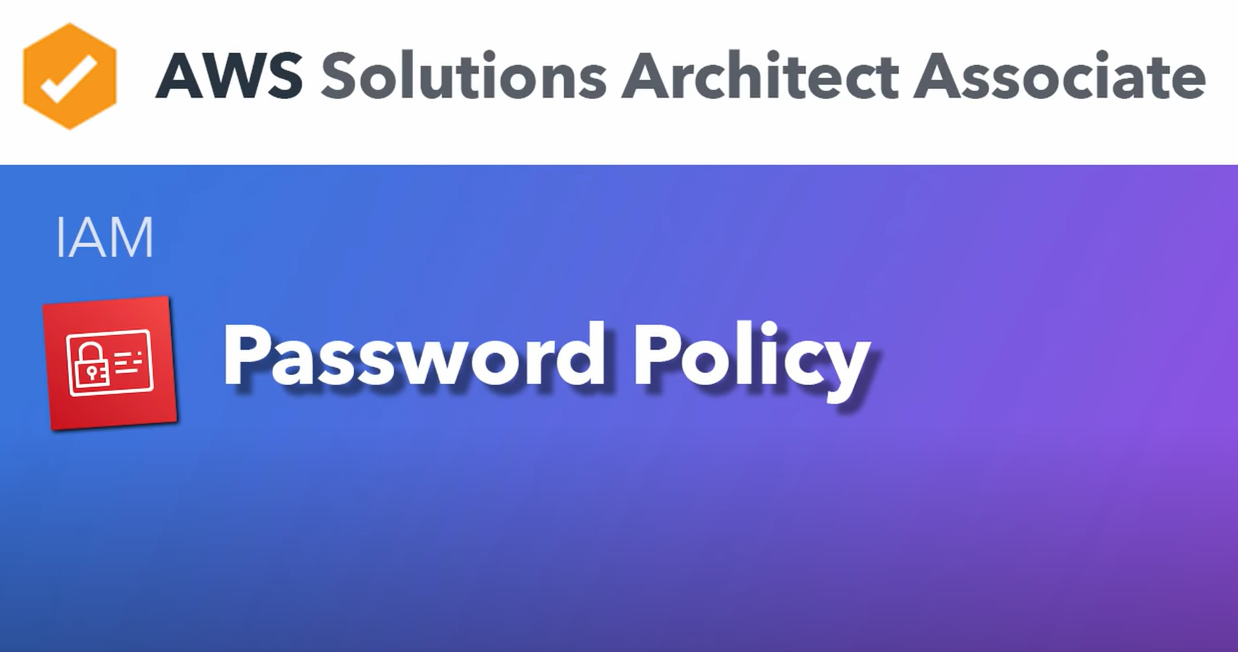 AWS Solutions Architect Associate
IAM
Password Policy